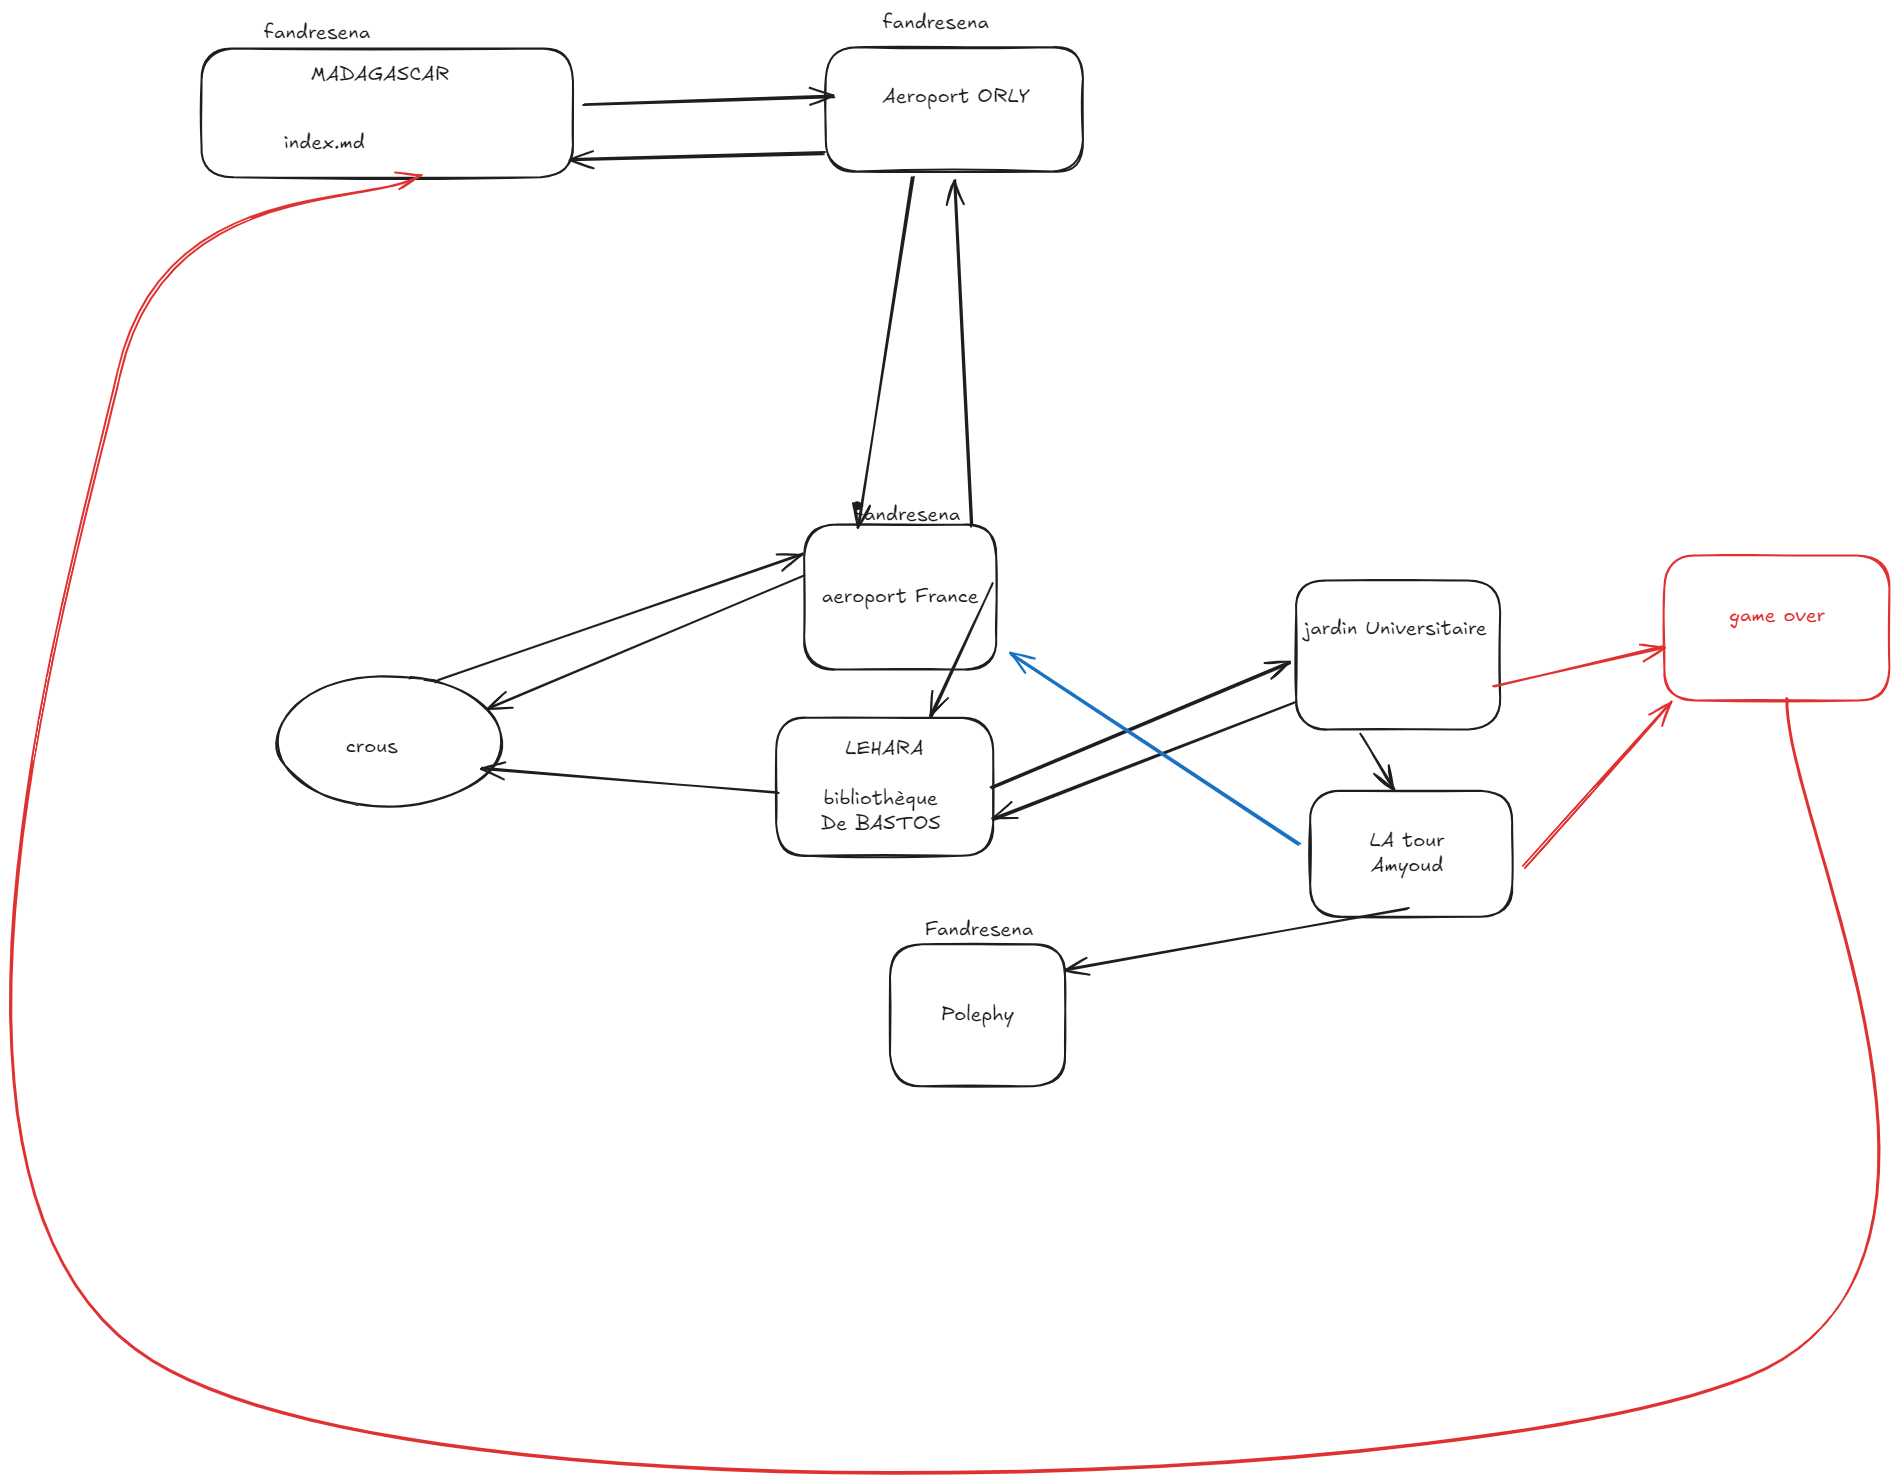 fandresena
MADAGASCAR
index.md
fandresena
Aeroport ORLY
fandresena
aeroport France
crous
LEHARA
bibliothèque
De BASTOS
jardin Universitaire
game over
LA tour
Amyoud
Fandresena
Polephy